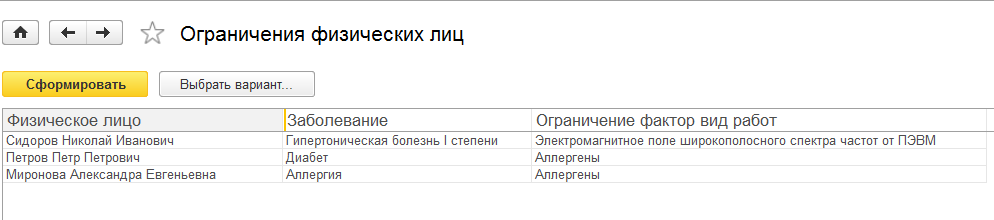 Ограничения физических лиц
Сформировать Выбрать вариант...
Физическое лицо Заболевание Ограничение фактор вид работ
Сидоров Николай Иванович Гипертоническая болезнь I степени Электромагнитное поле широкополосного спектра частот от ПЭВМ
Петров Петр Петрович Диабет Аллергены
Миронова Александра Евгеньевна Аллергия Аллергены